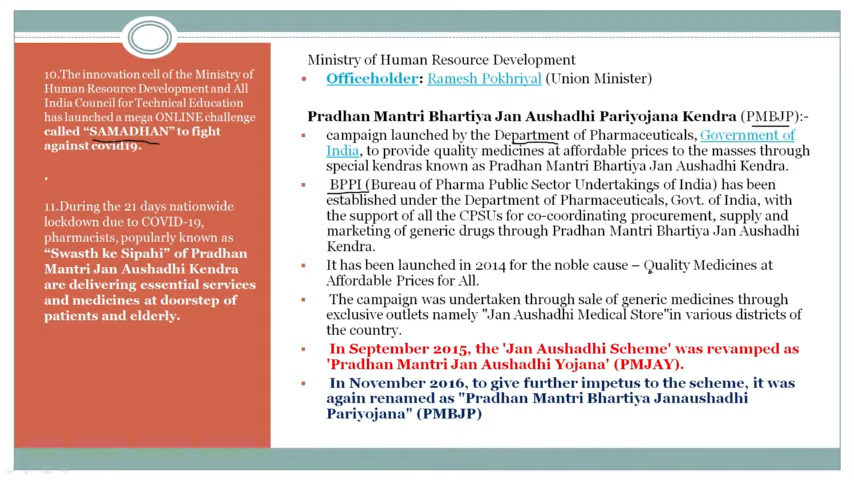 10.The innovation cell of the Ministry of
Human Resource Development and All
India Council for Technical Education
has launched a mega ONLINE challenge
called “SAMADHAN” to fight
against covid19.
.
11.During the 21 days nationwide
lockdown due to COVID-19,
pharmacists, popularly known as
“Swasth ke Sipahi” of Pradhan
Mantri Jan Aushadhi Kendra
are delivering essential services
and medicines at doorstep of
patients and elderly.
Ministry of Human Resource Development
• Officeholder: Ramesh Pokhriyal (Union Minister)
Pradhan Mantri Bhartiya Jan Aushadhi Pariyojana Kendra (PMBJP):-
▪ campaign launched by the Department of Pharmaceuticals, Government of
India, to provide quality medicines at affordable prices to the masses through
special kendras known as Pradhan Mantri Bhartiya Jan Aushadhi Kendra.
▪ BPPI (Bureau of Pharma Public Sector Undertakings of India) has been
established under the Department of Pharmaceuticals, Govt. of India, with
the support of all the CPSUs for co-coordinating procurement, supply and
marketing of generic drugs through Pradhan Mantri Bhartiya Jan Aushadhi
Kendra.
▪ It has been launched in 2014 for the noble cause – Quality Medicines at
Affordable Prices for All.
▪ The campaign was undertaken through sale of generic medicines through
exclusive outlets namely "Jan Aushadhi Medical Store"in various districts of
the country.
▪ In September 2015, the 'Jan Aushadhi Scheme' was revamped as
'Pradhan Mantri Jan Aushadhi Yojana' (PMJAY).
▪ In November 2016, to give further impetus to the scheme, it was
again renamed as "Pradhan Mantri Bhartiya Janaushadhi
Pariyojana" (PMBJP)